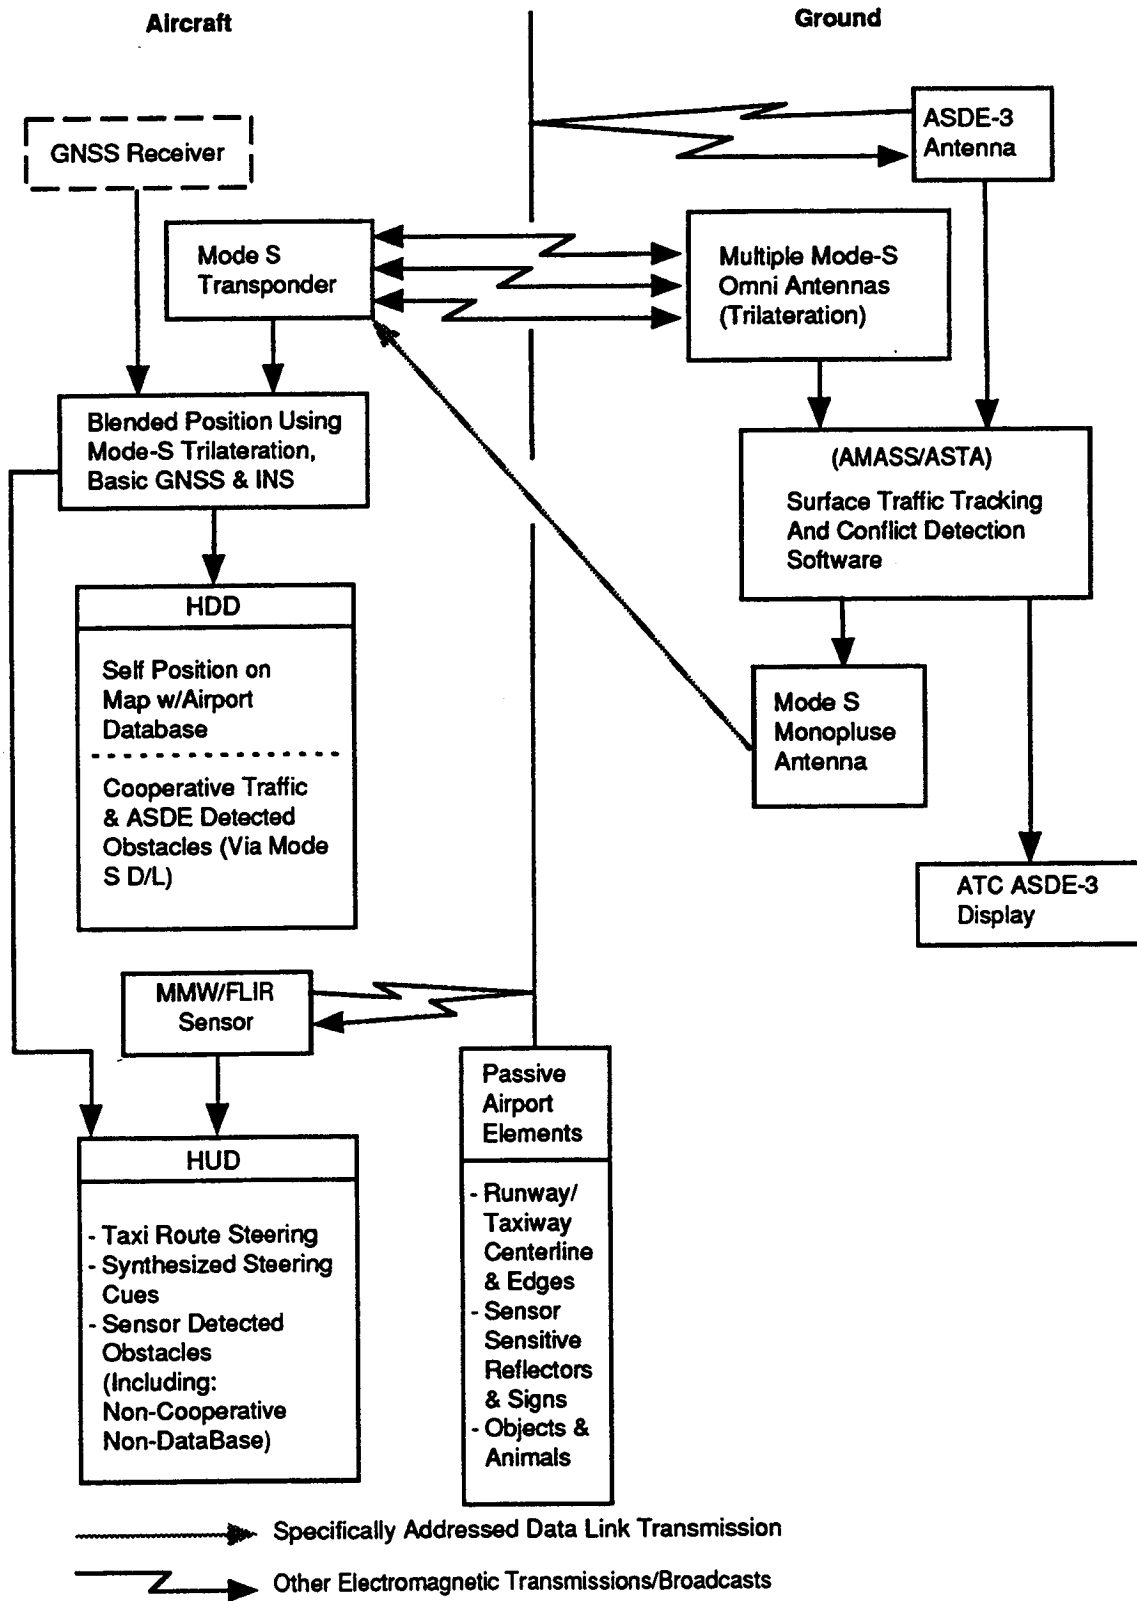 Aircraft
Ground
GNSS Receiver
ASDE-3
Antenna
Mode S
Transponder
Multiple Mode-S
Omni Antennas
(Trilateration)
Blended Position Using
Mode-S Trilateration,
Basic GNSS & INS
(AMASS/ASTA)
Surface Traffic Tracking
And Conflict Detection
Software
HDD
Self Position on
Map w/Airport
Database
Cooperative Traffic
& ASDE Detected
Obstacles (Via Mode
S D/L)
Mode S
Monopluse
Antenna
ATC ASDE-3
Display
MMW/FLIR
Sensor
Passive
Airport
Elements
- Runway/
Taxiway
Centerline
& Edges
- Sensor
Sensitive
Reflectors
& Signs
- Objects &
Animals
HUD
- Taxi Route Steering
- Synthesized Steering
Cues
- Sensor Detected
Obstacles
(Including:
Non-Cooperative
Non-DataBase)
Specifically Addressed Data Link Transmission
Other Electromagnetic Transmissions/Broadcasts